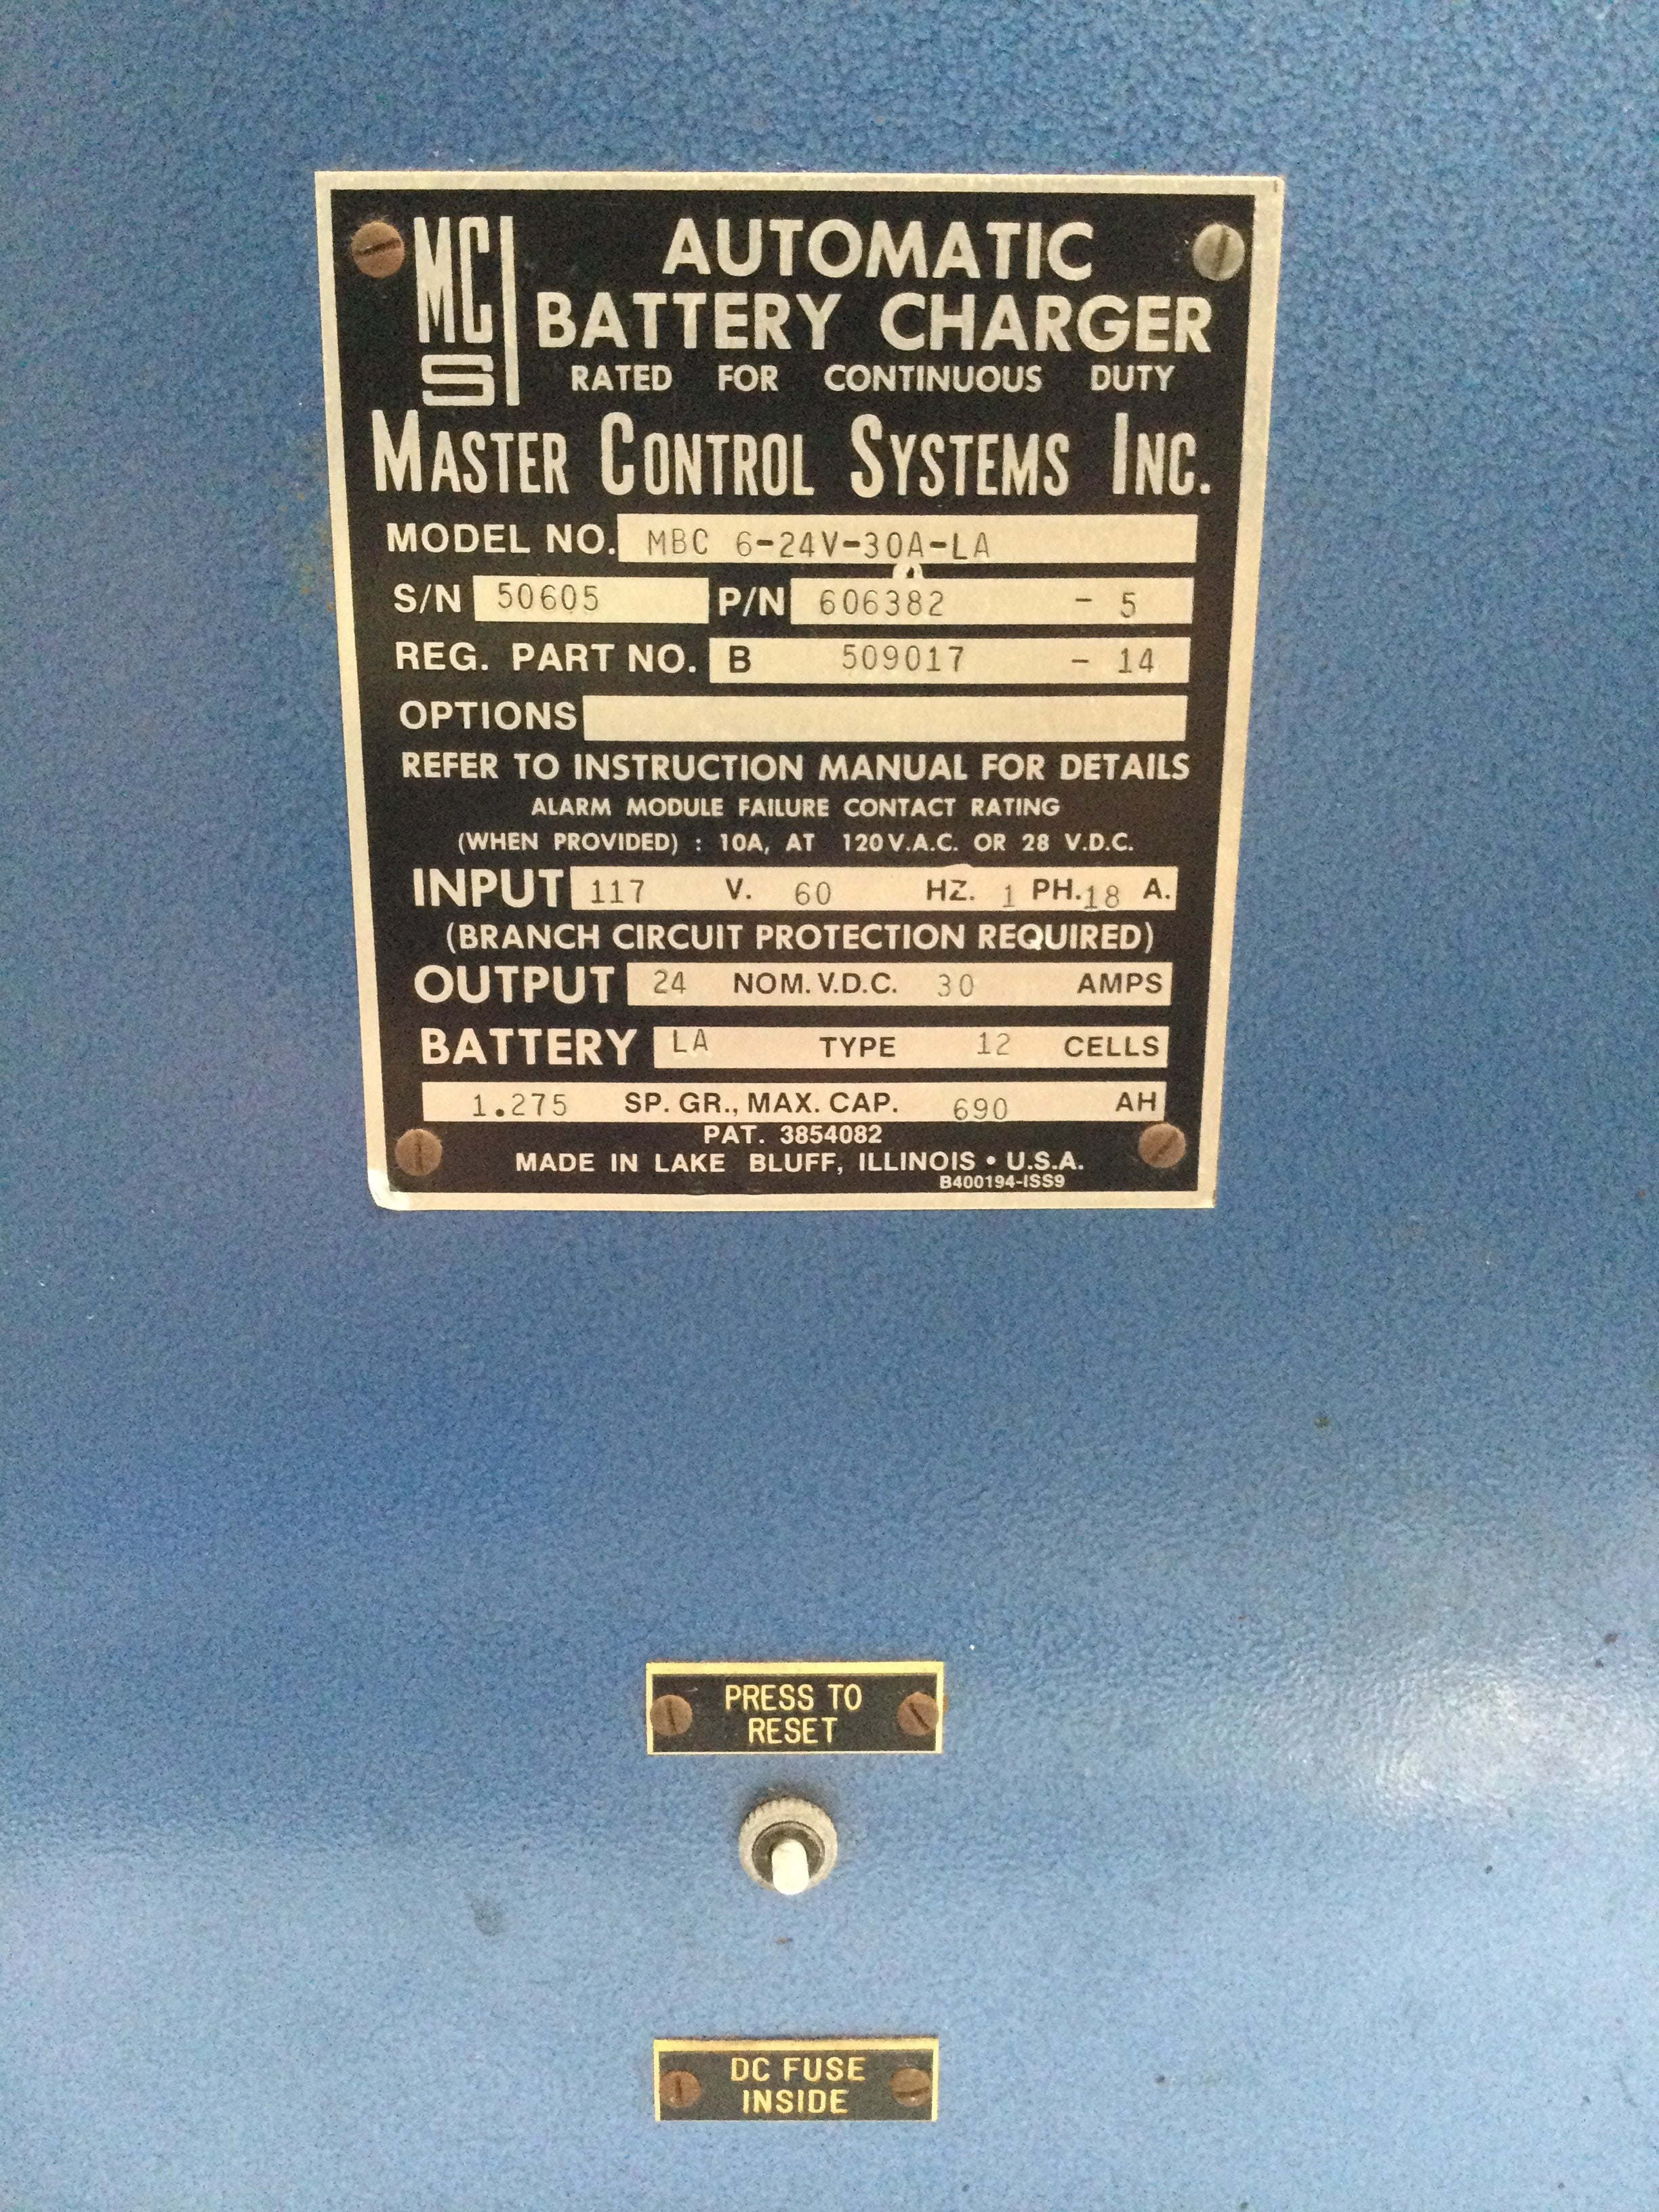 MCS
AUTOMATIC
BATTERY CHARGER
RATED FOR CONTINUOUS DUTY
MASTER CONTROL SYSTEMS INC.
MODEL NO. MBC 6-24V-30A-LA
S/N 50605 P/N 606382 - 5
REG. PART NO. B 509017 - 14
OPTIONS
REFER TO INSTRUCTION MANUAL FOR DETAILS
ALARM MODULE FAILURE CONTACT RATING
(WHEN PROVIDED) : 10A, AT 120 V.A.C. OR 28 V.D.C.
INPUT 117 V. 60 HZ. 1 PH. 18 A.
(BRANCH CIRCUIT PROTECTION REQUIRED)
OUTPUT 24 NOM. V.D.C. 30 AMPS
BATTERY LA TYPE 12 CELLS
1.275 SP. GR., MAX. CAP. 690 AH
PAT. 3854082
MADE IN LAKE BLUFF, ILLINOIS • U.S.A.
B400194-ISS9
PRESS TO
RESET
DC FUSE
INSIDE